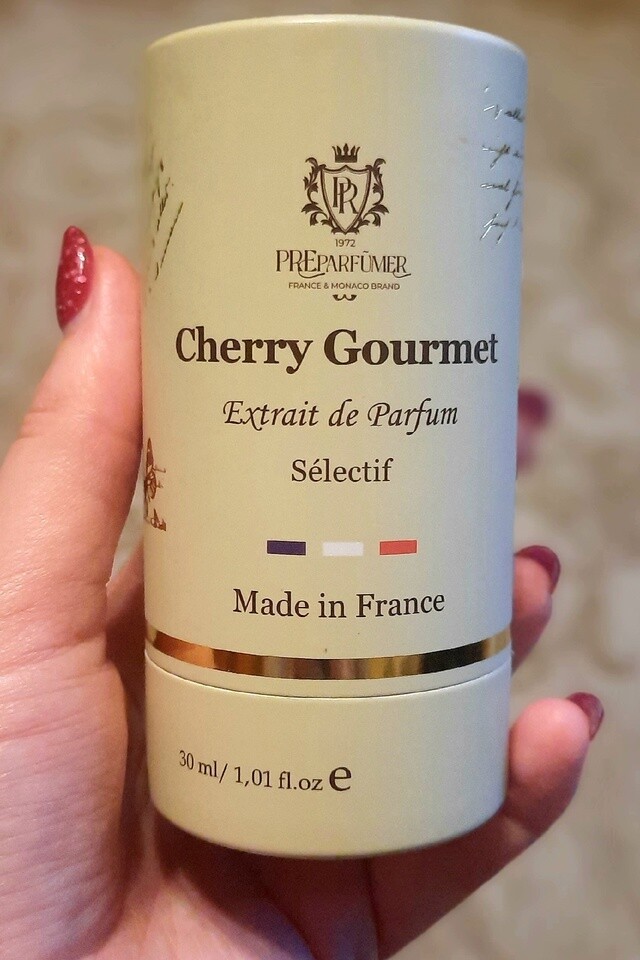 PR
1972
PREPARFŪMER
FRANCE & MONACO BRAND
Cherry Gourmet
Extrait de Parfum
Sélectif
Made in France
30 ml/ 1,01 fl.oz e